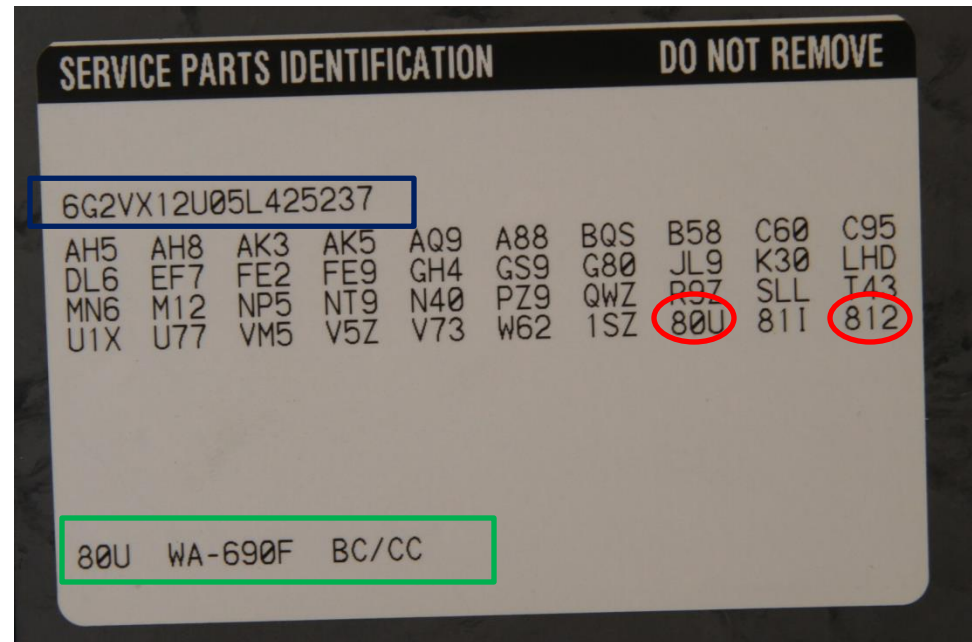 SERVICE PARTS IDENTIFICATION DO NOT REMOVE
6G2VX12U05L425237
AH5 AH8 AK3 AK5 AQ9 A88 BQS B58 C60 C95
DL6 EF7 FE2 FE9 GH4 GS9 G80 JL9 K30 LHD
MN6 M12 NP5 NT9 N40 PZ9 QWZ R9Z SLL T43
U1X U77 VM5 V5Z V73 W62 1SZ 80U 81I 812
80U WA-690F BC/CC